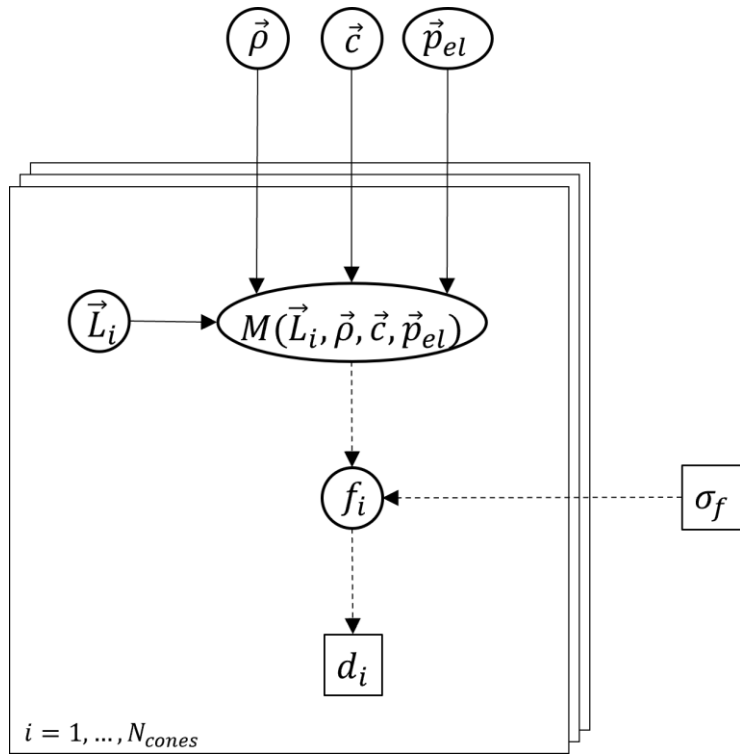 ρ⃗ c⃗ p⃗_el
L⃗_i M(L⃗_i, ρ⃗, c⃗, p⃗_el)
f_i σ_f
d_i
i = 1, …, N_cones